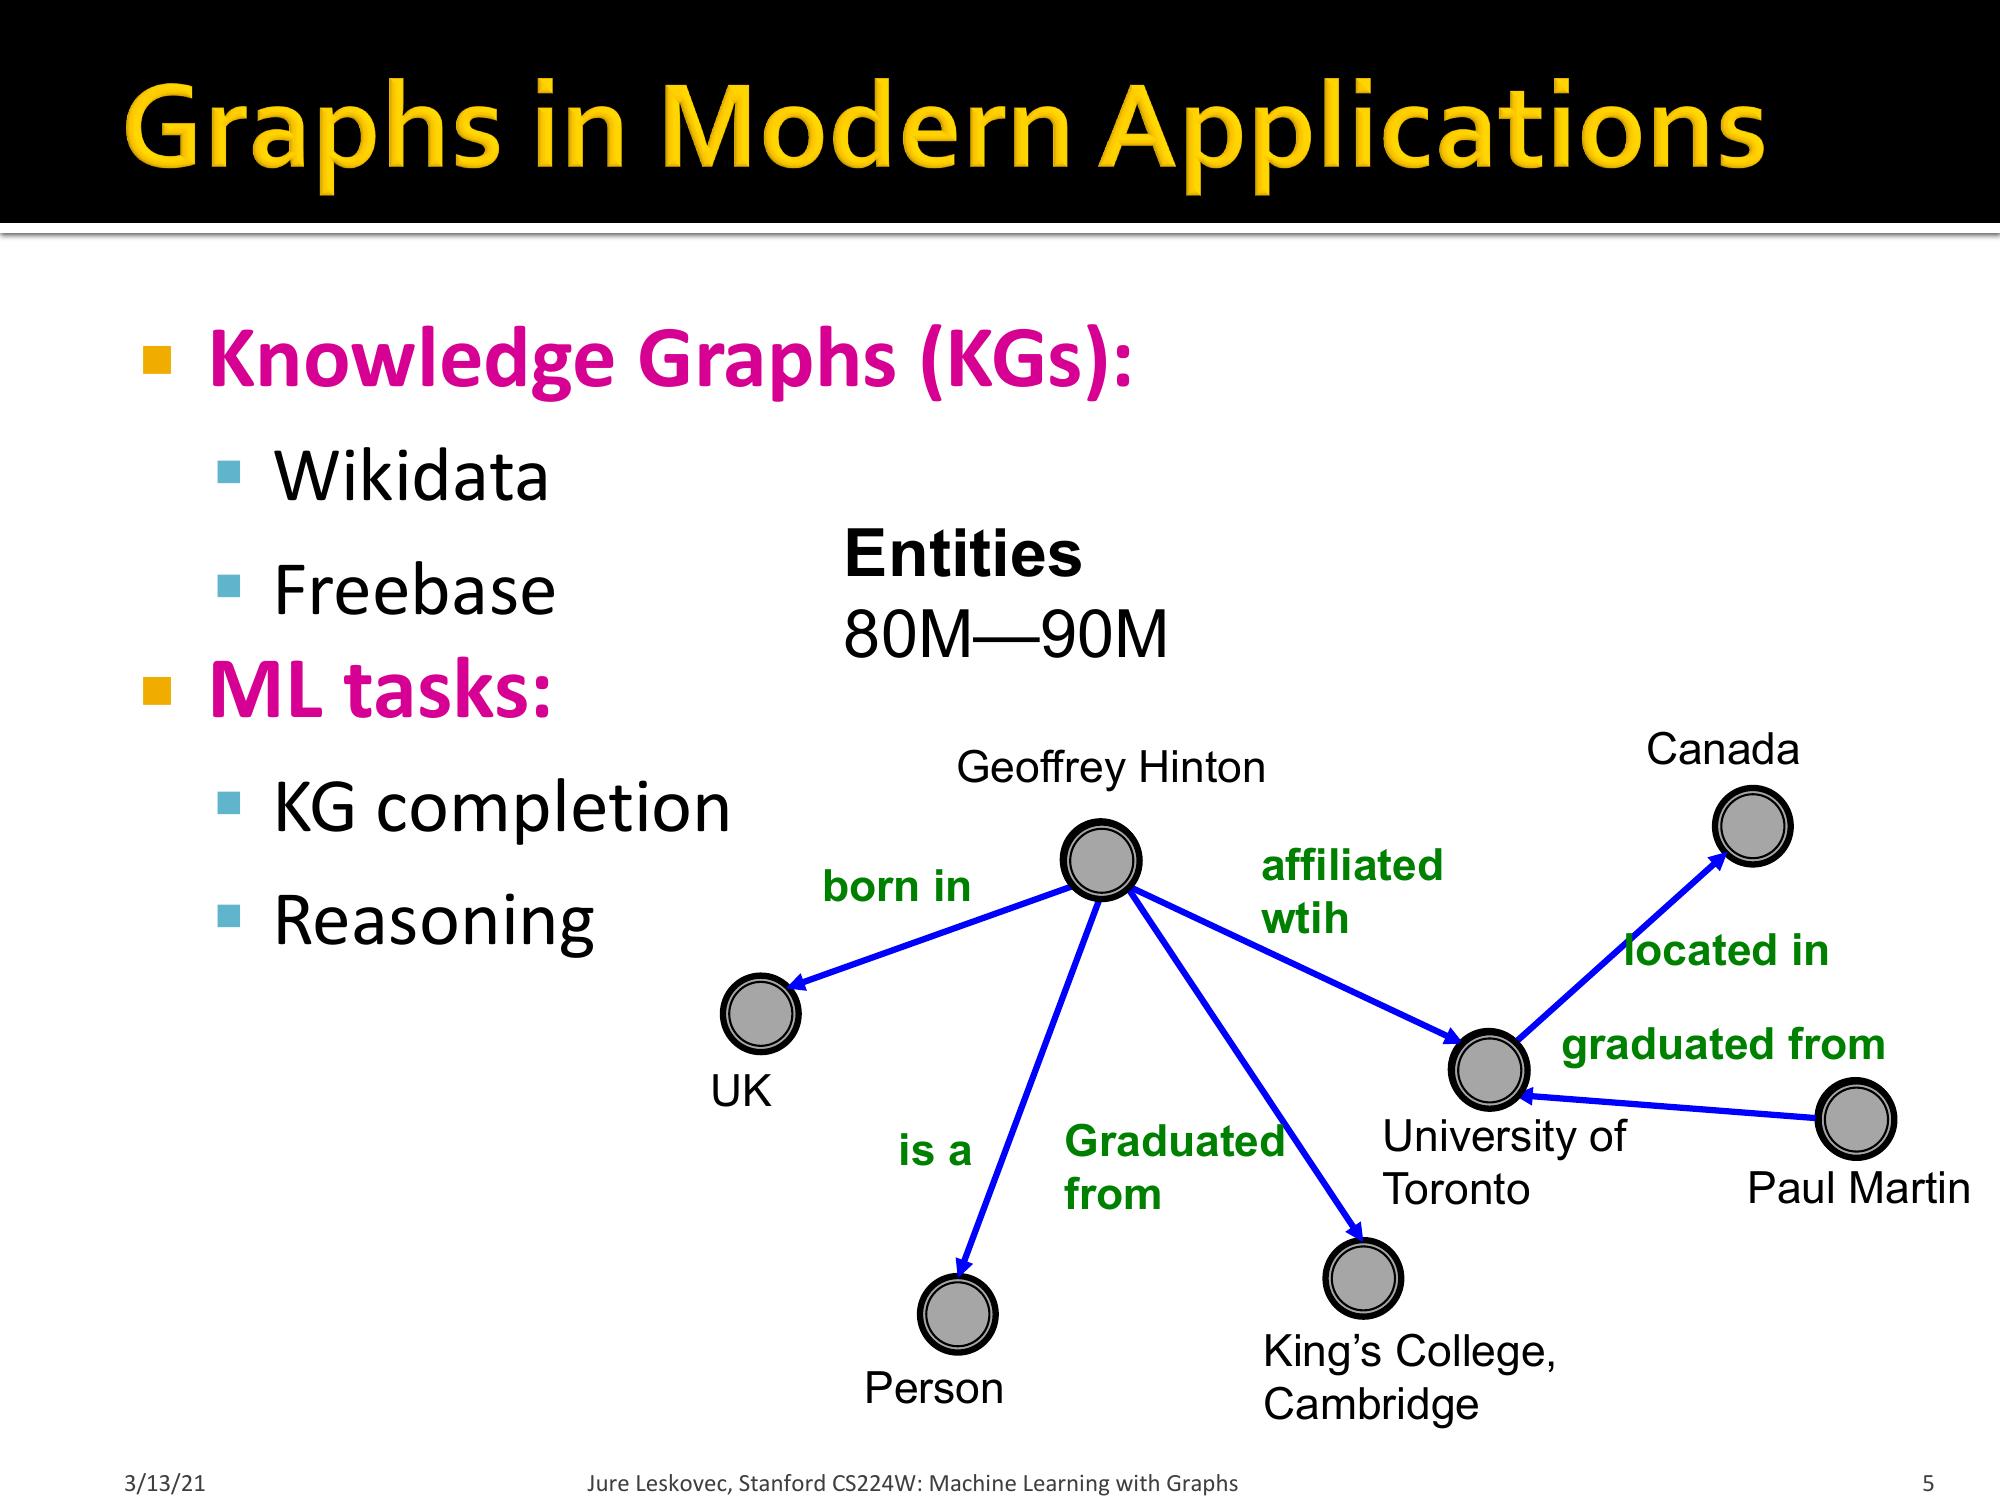 Graphs in Modern Applications
Knowledge Graphs (KGs):
Wikidata
Freebase
Entities
80M—90M
ML tasks:
KG completion
Reasoning
Geoffrey Hinton
Canada
born in
affiliated
wtih
located in
graduated from
UK
is a
Graduated
from
University of
Toronto
Paul Martin
Person
King’s College,
Cambridge
3/13/21
Jure Leskovec, Stanford CS224W: Machine Learning with Graphs
5